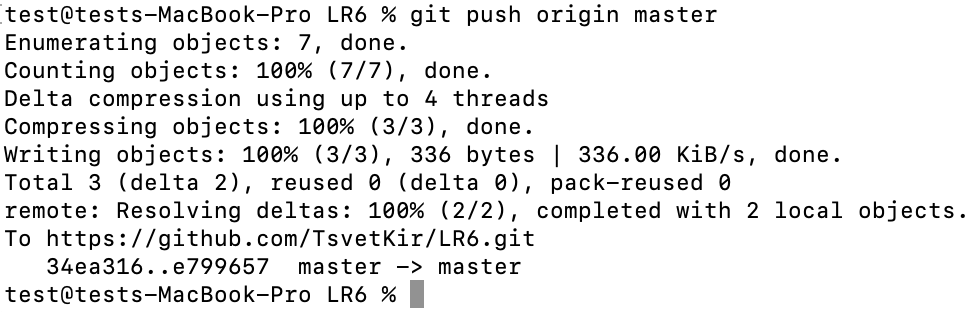 test@tests-MacBook-Pro LR6 % git push origin master
Enumerating objects: 7, done.
Counting objects: 100% (7/7), done.
Delta compression using up to 4 threads
Compressing objects: 100% (3/3), done.
Writing objects: 100% (3/3), 336 bytes | 336.00 KiB/s, done.
Total 3 (delta 2), reused 0 (delta 0), pack-reused 0
remote: Resolving deltas: 100% (2/2), completed with 2 local objects.
To https://github.com/TsvetKir/LR6.git
   34ea316..e799657  master -> master
test@tests-MacBook-Pro LR6 %